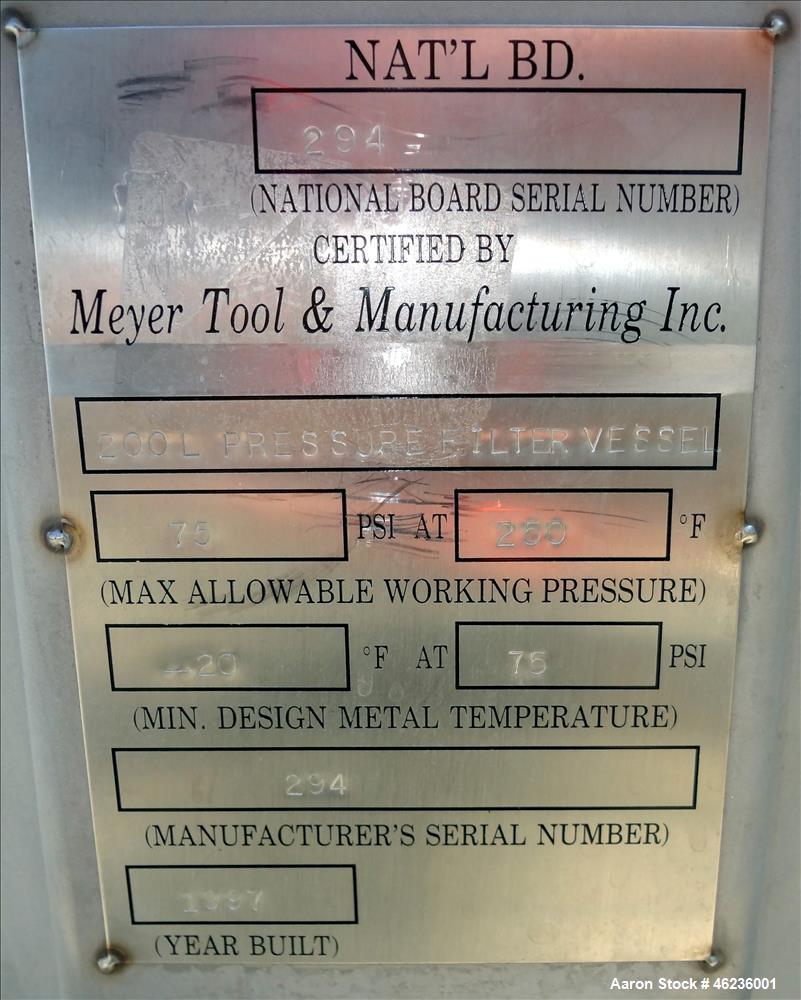 NAT'L BD.
294
(NATIONAL BOARD SERIAL NUMBER)
CERTIFIED BY
Meyer Tool & Manufacturing Inc.
200L PRESSURE FILTER VESSEL
75 PSI AT °F
(MAX ALLOWABLE WORKING PRESSURE)
-20 °F AT 75 PSI
(MIN. DESIGN METAL TEMPERATURE)
294
(MANUFACTURER'S SERIAL NUMBER)
1997
(YEAR BUILT)
Aaron Stock # 46236001